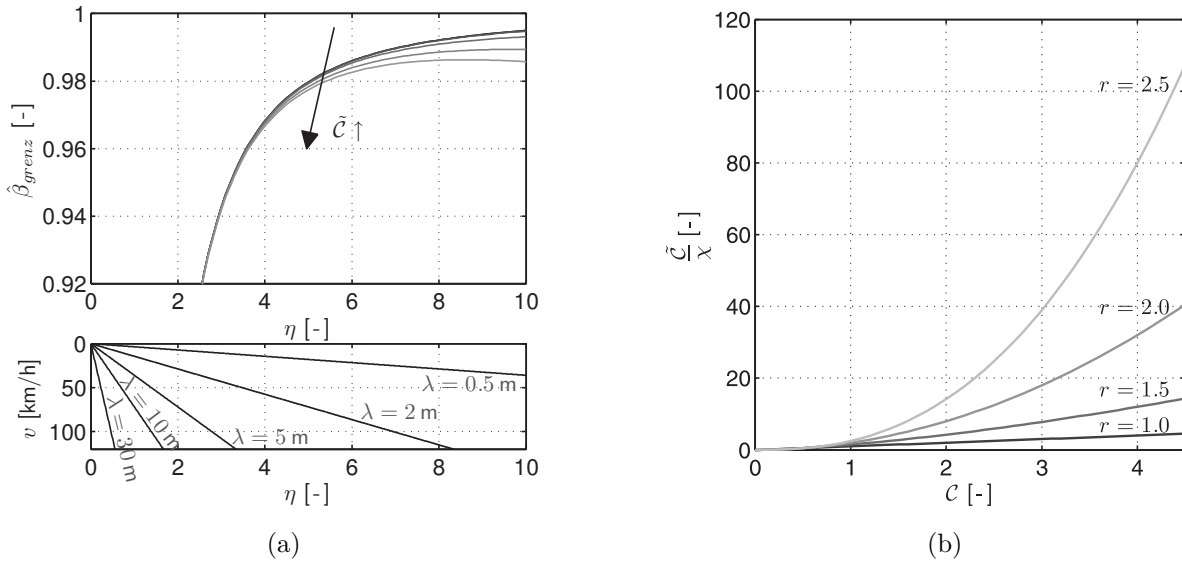 1
0.98
0.96
0.94
0.92
β̂_grenz [-]
C̃ ↑
0 2 4 6 8 10
η [-]
0
50
100
v [km/h]
λ = 0.5 m
λ = 2 m
λ = 5 m
λ = 10 m
λ = 30 m
0 2 4 6 8 10
η [-]
(a)
120
100
80
60
40
20
0
C̃/χ [-]
r = 2.5
r = 2.0
r = 1.5
r = 1.0
0 1 2 3 4
C [-]
(b)